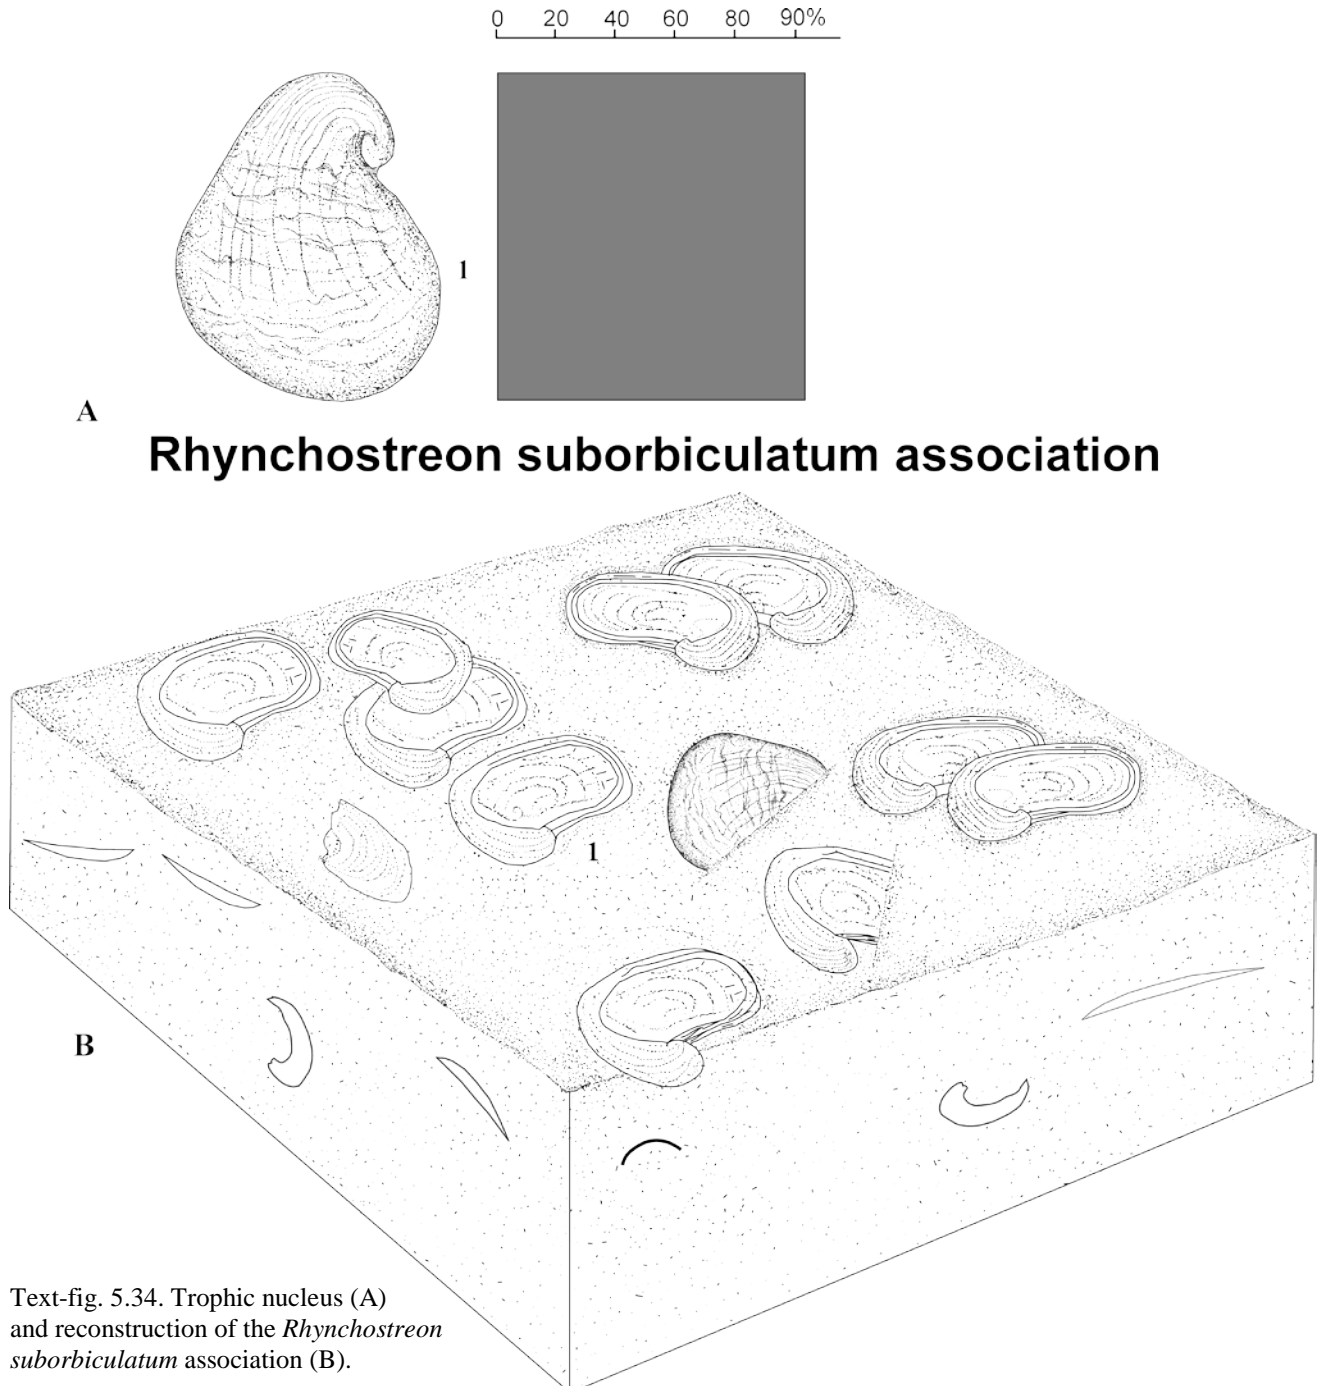 0 20 40 60 80 90%
1
A
Rhynchostreon suborbiculatum association
1
B
Text-fig. 5.34. Trophic nucleus (A)
and reconstruction of the Rhynchostreon
suborbiculatum association (B).